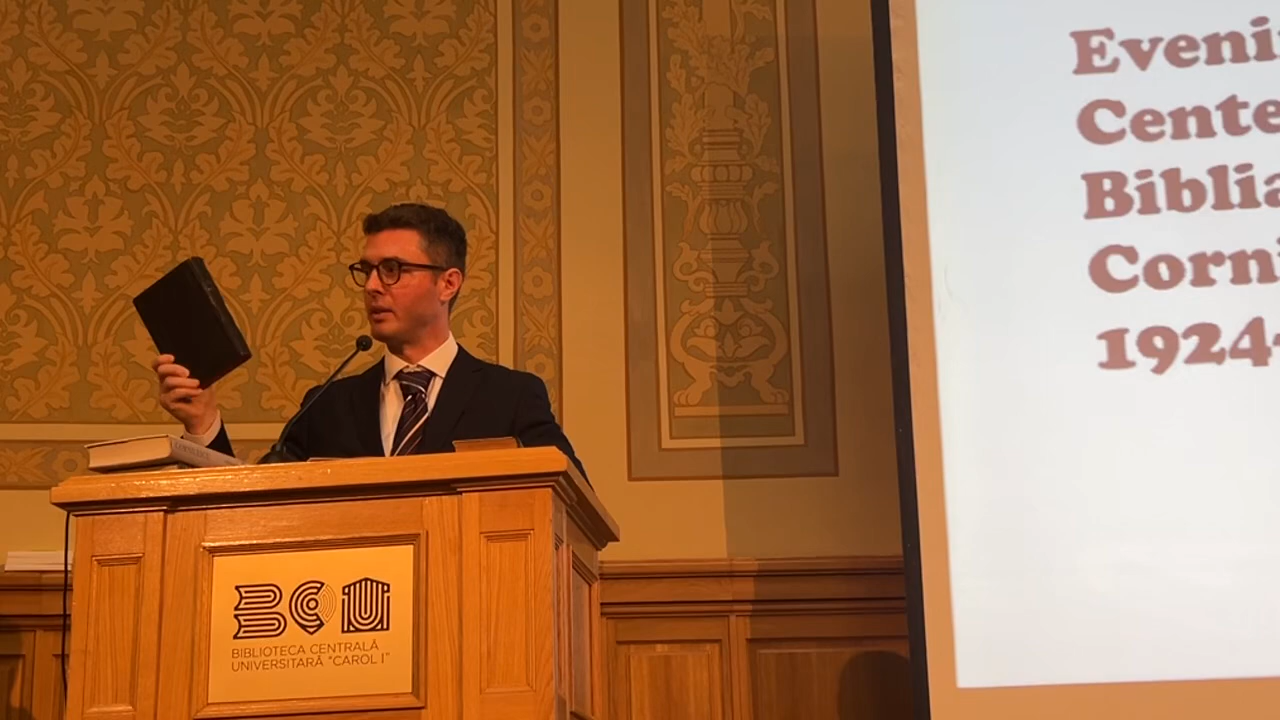 BCU
BIBLIOTECA CENTRALĂ
UNIVERSITARĂ "CAROL I"
Eveni
Cente
Biblia
Corni
1924-